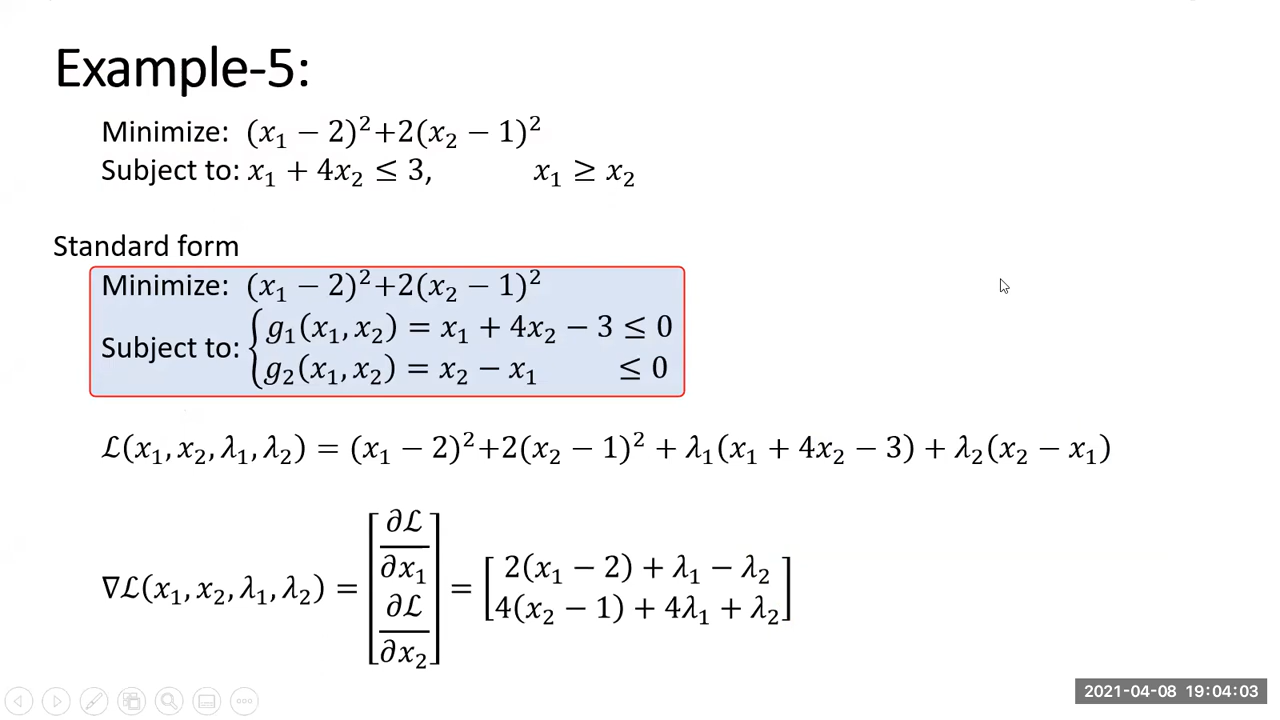 Example-5:
Minimize: (x₁ − 2)²+2(x₂ − 1)²
Subject to: x₁ + 4x₂ ≤ 3, x₁ ≥ x₂
Standard form
Minimize: (x₁ − 2)²+2(x₂ − 1)²
Subject to: { g₁(x₁, x₂) = x₁ + 4x₂ − 3 ≤ 0
g₂(x₁, x₂) = x₂ − x₁ ≤ 0
ℒ(x₁, x₂, λ₁, λ₂) = (x₁ − 2)²+2(x₂ − 1)² + λ₁(x₁ + 4x₂ − 3) + λ₂(x₂ − x₁)
∇ℒ(x₁, x₂, λ₁, λ₂) = [∂ℒ/∂x₁ ∂ℒ/∂x₂] = [2(x₁ − 2) + λ₁ − λ₂
4(x₂ − 1) + 4λ₁ + λ₂]
2021-04-08 19:04:03